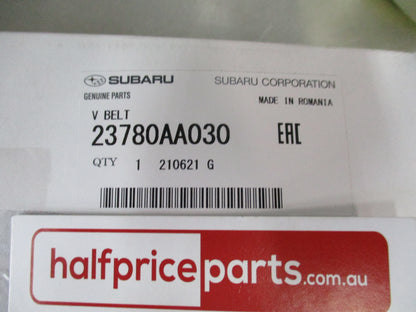 SUBARU SUBARU CORPORATION
GENUINE PARTS MADE IN ROMANIA
V BELT
23780AA030 EAC
QTY 1 210621 G
halfpriceparts.com.au